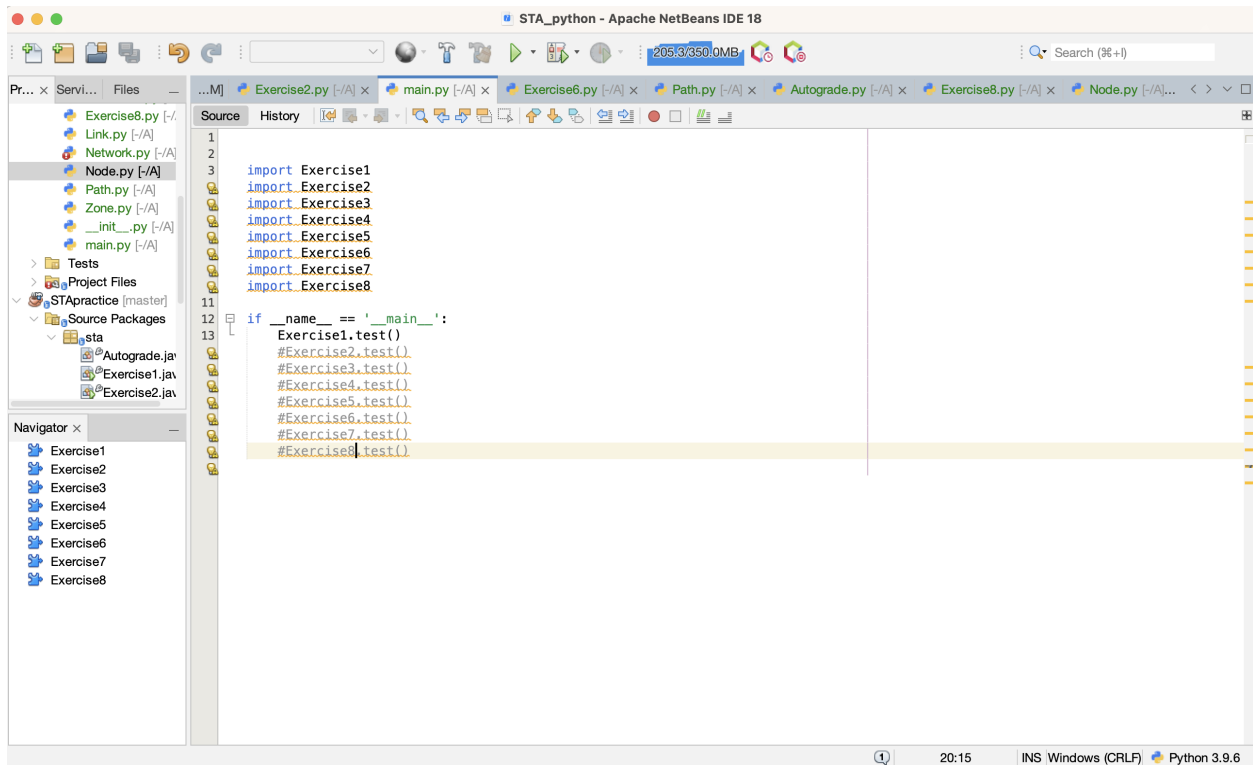 STA_python - Apache NetBeans IDE 18
205.3/350.0MB
Search (⌘+I)
Pr... Servi... Files
...M] Exercise2.py [-/A] main.py [-/A] Exercise6.py [-/A] Path.py [-/A] Autograde.py [-/A] Exercise8.py [-/A] Node.py [-/A]...
Source History
Exercise8.py [-/
Link.py [-/A]
Network.py [-/A]
Node.py [-/A]
Path.py [-/A]
Zone.py [-/A]
__init__.py [-/A]
main.py [-/A]
Tests
Project Files
STApractice [master]
Source Packages
sta
Autograde.jav
Exercise1.jav
Exercise2.jav
Navigator
Exercise1
Exercise2
Exercise3
Exercise4
Exercise5
Exercise6
Exercise7
Exercise8
1
2
3 import Exercise1
import Exercise2
import Exercise3
import Exercise4
import Exercise5
import Exercise6
import Exercise7
import Exercise8
11
12 if __name__ == '__main__':
13 Exercise1.test()
#Exercise2.test()
#Exercise3.test()
#Exercise4.test()
#Exercise5.test()
#Exercise6.test()
#Exercise7.test()
#Exercise8.test()
1 20:15 INS Windows (CRLF) Python 3.9.6